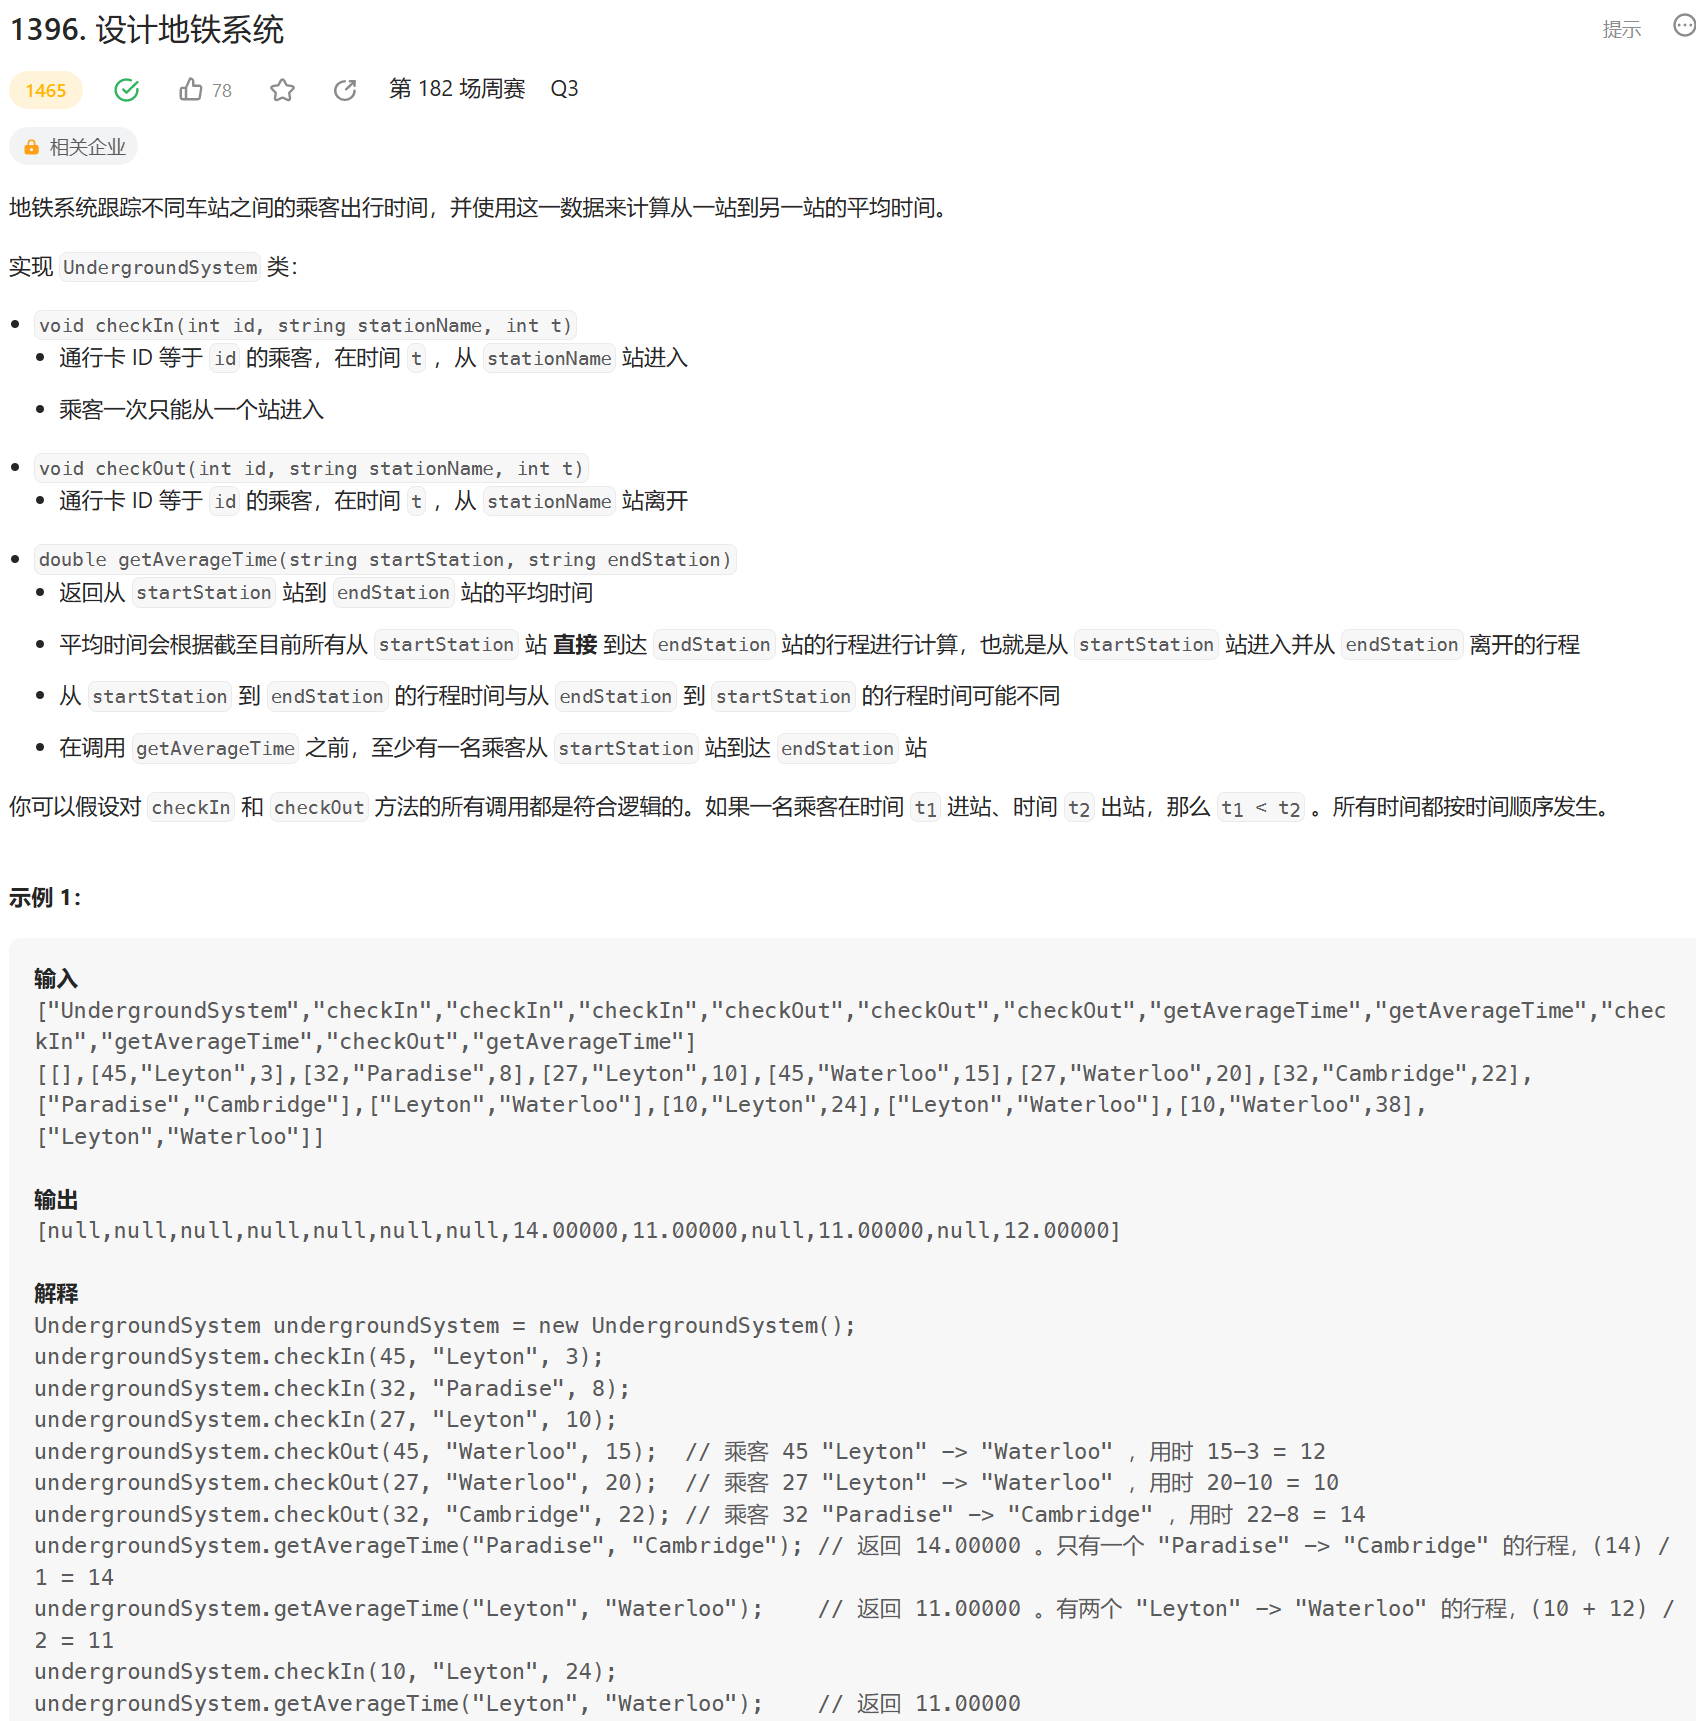 1396. 设计地铁系统
提示
1465
78
第 182 场周赛 Q3
相关企业
地铁系统跟踪不同车站之间的乘客出行时间，并使用这一数据来计算从一站到另一站的平均时间。
实现 UndergroundSystem 类：
void checkIn(int id, string stationName, int t)
通行卡 ID 等于 id 的乘客，在时间 t ，从 stationName 站进入
乘客一次只能从一个站进入
void checkOut(int id, string stationName, int t)
通行卡 ID 等于 id 的乘客，在时间 t ，从 stationName 站离开
double getAverageTime(string startStation, string endStation)
返回从 startStation 站到 endStation 站的平均时间
平均时间会根据截至目前所有从 startStation 站 直接 到达 endStation 站的行程进行计算，也就是从 startStation 站进入并从 endStation 离开的行程
从 startStation 到 endStation 的行程时间与从 endStation 到 startStation 的行程时间可能不同
在调用 getAverageTime 之前，至少有一名乘客从 startStation 站到达 endStation 站
你可以假设对 checkIn 和 checkOut 方法的所有调用都是符合逻辑的。如果一名乘客在时间 t1 进站、时间 t2 出站，那么 t1 < t2 。所有时间都按时间顺序发生。
示例 1：
输入
["UndergroundSystem","checkIn","checkIn","checkIn","checkOut","checkOut","checkOut","getAverageTime","getAverageTime","chec
kIn","getAverageTime","checkOut","getAverageTime"]
[[],[45,"Leyton",3],[32,"Paradise",8],[27,"Leyton",10],[45,"Waterloo",15],[27,"Waterloo",20],[32,"Cambridge",22],
["Paradise","Cambridge"],["Leyton","Waterloo"],[10,"Leyton",24],["Leyton","Waterloo"],[10,"Waterloo",38],
["Leyton","Waterloo"]]
输出
[null,null,null,null,null,null,null,14.00000,11.00000,null,11.00000,null,12.00000]
解释
UndergroundSystem undergroundSystem = new UndergroundSystem();
undergroundSystem.checkIn(45, "Leyton", 3);
undergroundSystem.checkIn(32, "Paradise", 8);
undergroundSystem.checkIn(27, "Leyton", 10);
undergroundSystem.checkOut(45, "Waterloo", 15);  // 乘客 45 "Leyton" -> "Waterloo" ，用时 15-3 = 12
undergroundSystem.checkOut(27, "Waterloo", 20);  // 乘客 27 "Leyton" -> "Waterloo" ，用时 20-10 = 10
undergroundSystem.checkOut(32, "Cambridge", 22); // 乘客 32 "Paradise" -> "Cambridge" ，用时 22-8 = 14
undergroundSystem.getAverageTime("Paradise", "Cambridge"); // 返回 14.00000 。只有一个 "Paradise" -> "Cambridge" 的行程，(14) /
1 = 14
undergroundSystem.getAverageTime("Leyton", "Waterloo");    // 返回 11.00000 。有两个 "Leyton" -> "Waterloo" 的行程，(10 + 12) /
2 = 11
undergroundSystem.checkIn(10, "Leyton", 24);
undergroundSystem.getAverageTime("Leyton", "Waterloo");    // 返回 11.00000